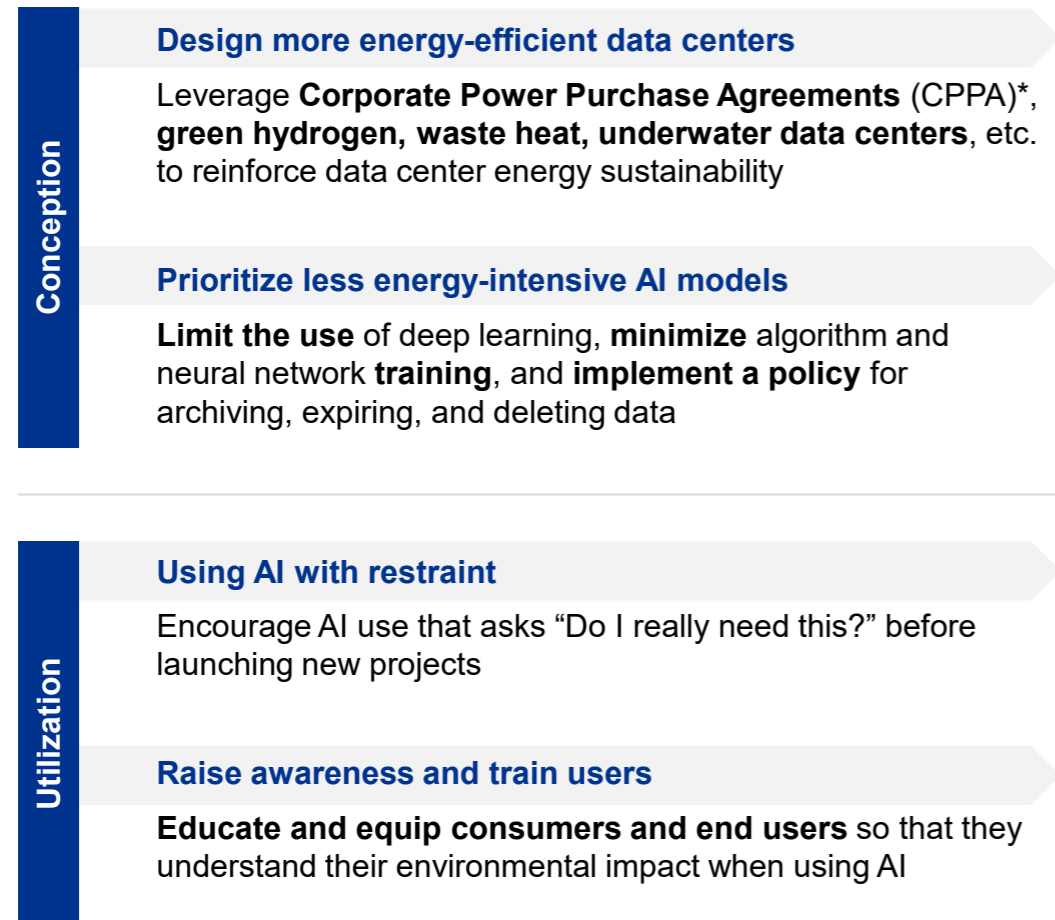 Conception
Design more energy-efficient data centers
Leverage Corporate Power Purchase Agreements (CPPA)*,
green hydrogen, waste heat, underwater data centers, etc.
to reinforce data center energy sustainability
Prioritize less energy-intensive AI models
Limit the use of deep learning, minimize algorithm and
neural network training, and implement a policy for
archiving, expiring, and deleting data
Utilization
Using AI with restraint
Encourage AI use that asks “Do I really need this?” before
launching new projects
Raise awareness and train users
Educate and equip consumers and end users so that they
understand their environmental impact when using AI